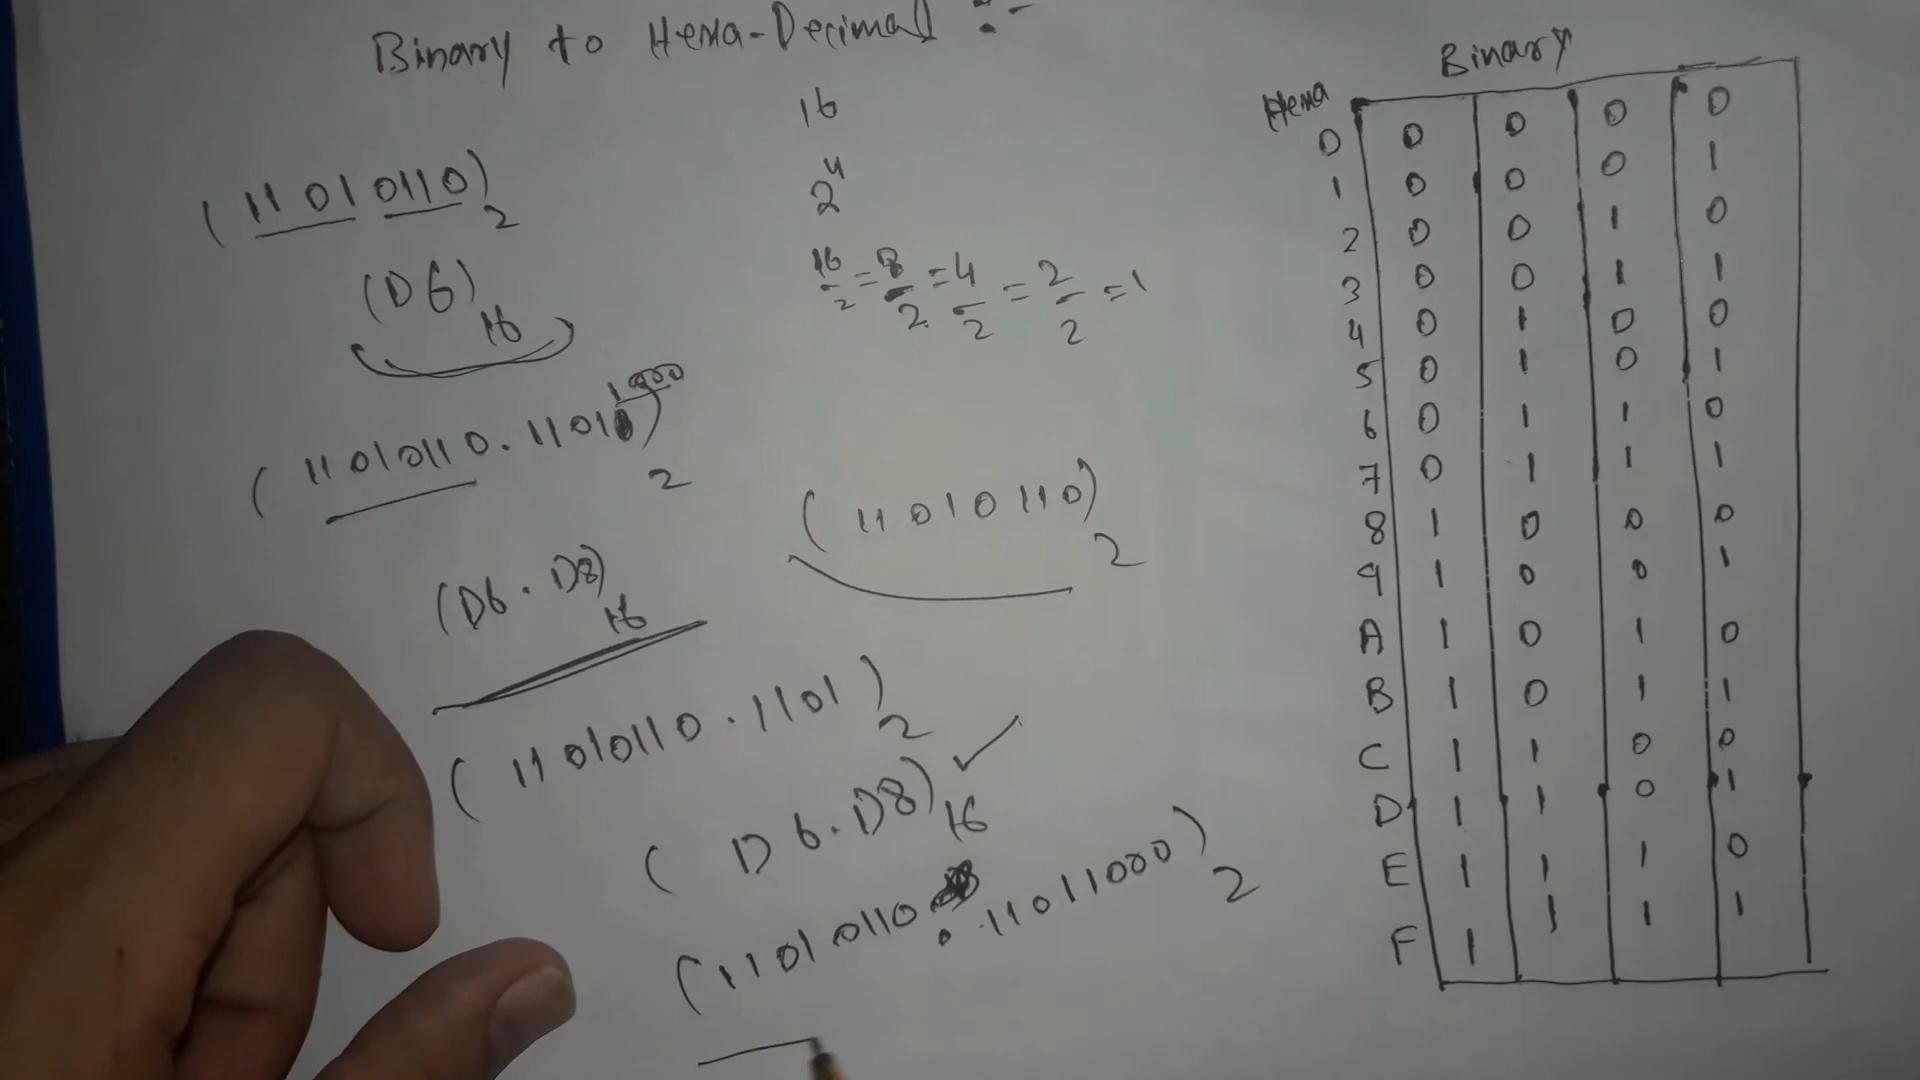 Binary to Hexa-Decimal :-
16
2⁴
(11010110)₂
(D6)₁₆
16/2 = 8/2 = 4/2 = 2/2 = 1
(11010110.11011000)₂
(D6.D8)₁₆
(11010110)₂
(11010110.1101)₂
(D6.D8)₁₆ ✓
(11010110.11011000)₂
Hexa Binary
0 0 0 0 0
1 0 0 0 1
2 0 0 1 0
3 0 0 1 1
4 0 1 0 0
5 0 1 0 1
6 0 1 1 0
7 0 1 1 1
8 1 0 0 0
9 1 0 0 1
A 1 0 1 0
B 1 0 1 1
C 1 1 0 0
D 1 1 0 1
E 1 1 1 0
F 1 1 1 1